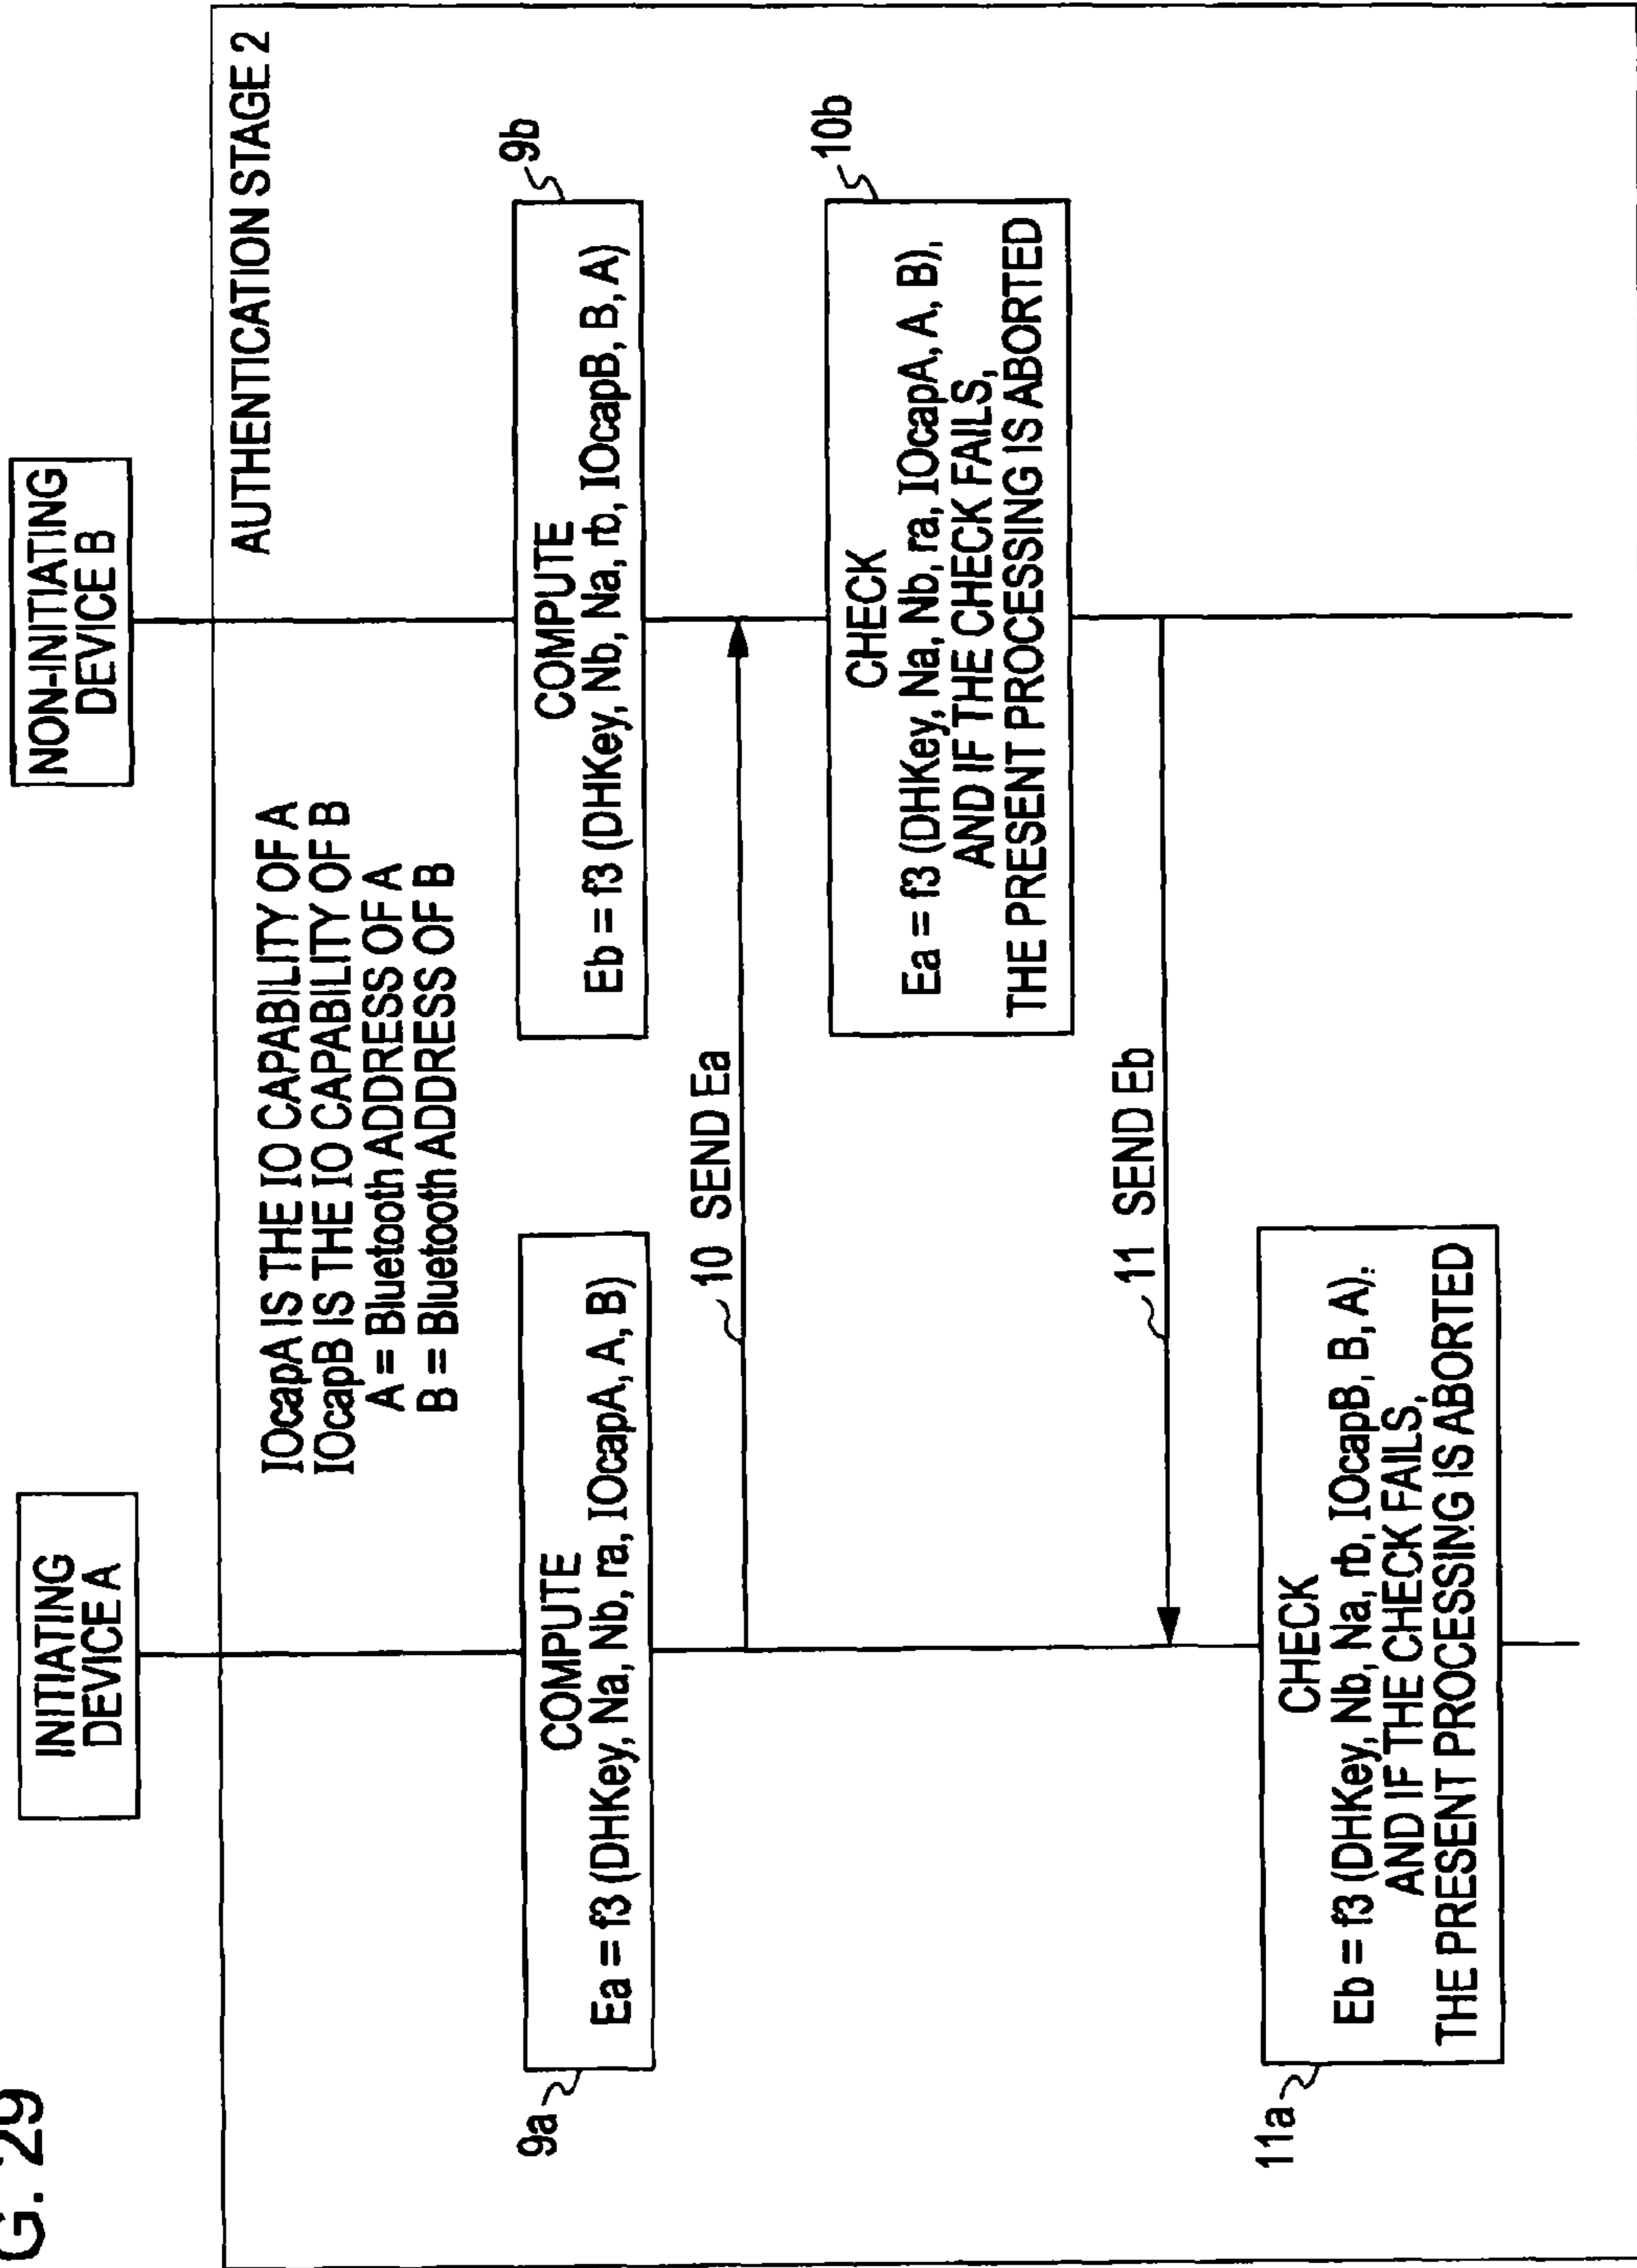 G. 29
INITIATING
DEVICE A
NON-INITIATING
DEVICE B
AUTHENTICATION STAGE 2
IOcapA IS THE IO CAPABILITY OF A
IOcapB IS THE IO CAPABILITY OF B
A = Bluetooth ADDRESS OF A
B = Bluetooth ADDRESS OF B
9a
COMPUTE
Ea = f3 (DHKey, Na, Nb, ra, IOcapA, A, B)
9b
COMPUTE
Eb = f3 (DHKey, Nb, Na, rb, IOcapB, B, A)
10 SEND Ea
10b
CHECK
Ea = f3 (DHKey, Na, Nb, ra, IOcapA, A, B),
AND IF THE CHECK FAILS,
THE PRESENT PROCESSING IS ABORTED
11 SEND Eb
11a
CHECK
Eb = f3 (DHKey, Nb, Na, rb, IOcapB, B, A),
AND IF THE CHECK FAILS,
THE PRESENT PROCESSING IS ABORTED